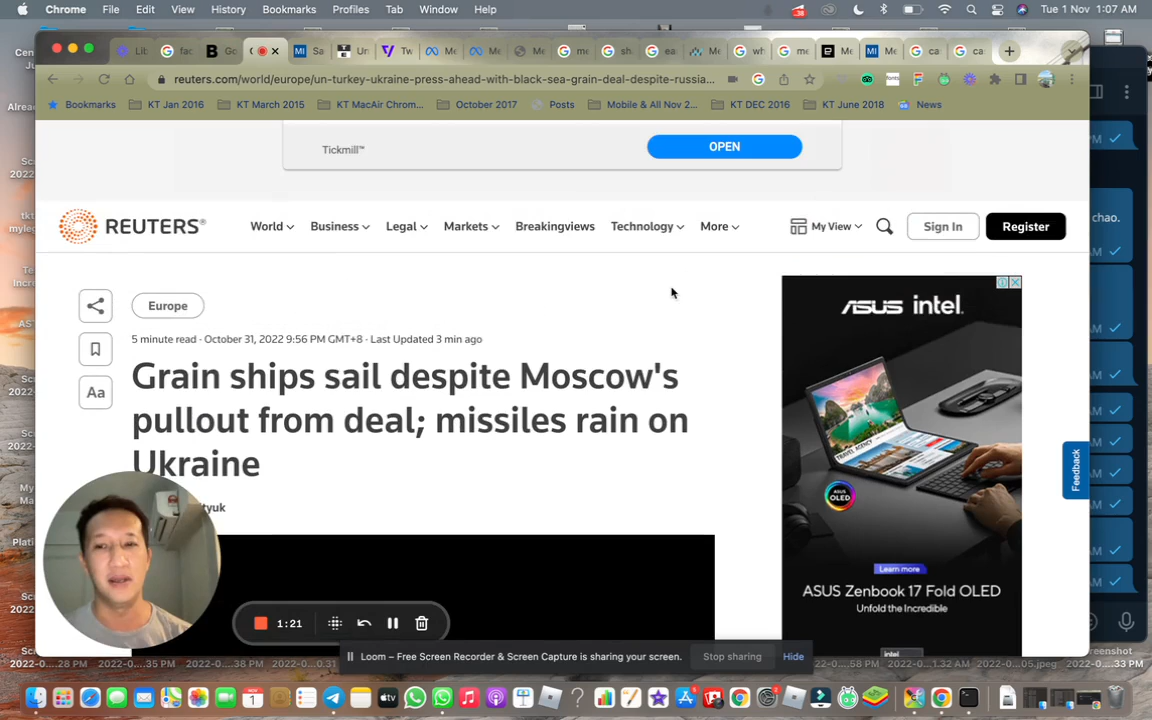 Chrome File Edit View History Bookmarks Profiles Tab Window Help Tue 1 Nov 1:07 AM
reuters.com/world/europe/un-turkey-ukraine-press-ahead-with-black-sea-grain-deal-despite-russia...
Bookmarks KT Jan 2016 KT March 2015 KT MacAir Chrom... October 2017 Posts Mobile & All Nov 2... KT DEC 2016 KT June 2018 News
Tickmill™
OPEN
REUTERS®
World Business Legal Markets Breakingviews Technology More My View Sign In Register
chao.
Europe
5 minute read · October 31, 2022 9:56 PM GMT+8 · Last Updated 3 min ago
Grain ships sail despite Moscow's
pullout from deal; missiles rain on
Ukraine
tyuk
Aa
ASUS intel.
ASUS
OLED
Learn more
ASUS Zenbook 17 Fold OLED
Unfold the Incredible
intel
Feedback
1:21
Loom – Free Screen Recorder & Screen Capture is sharing your screen. Stop sharing Hide